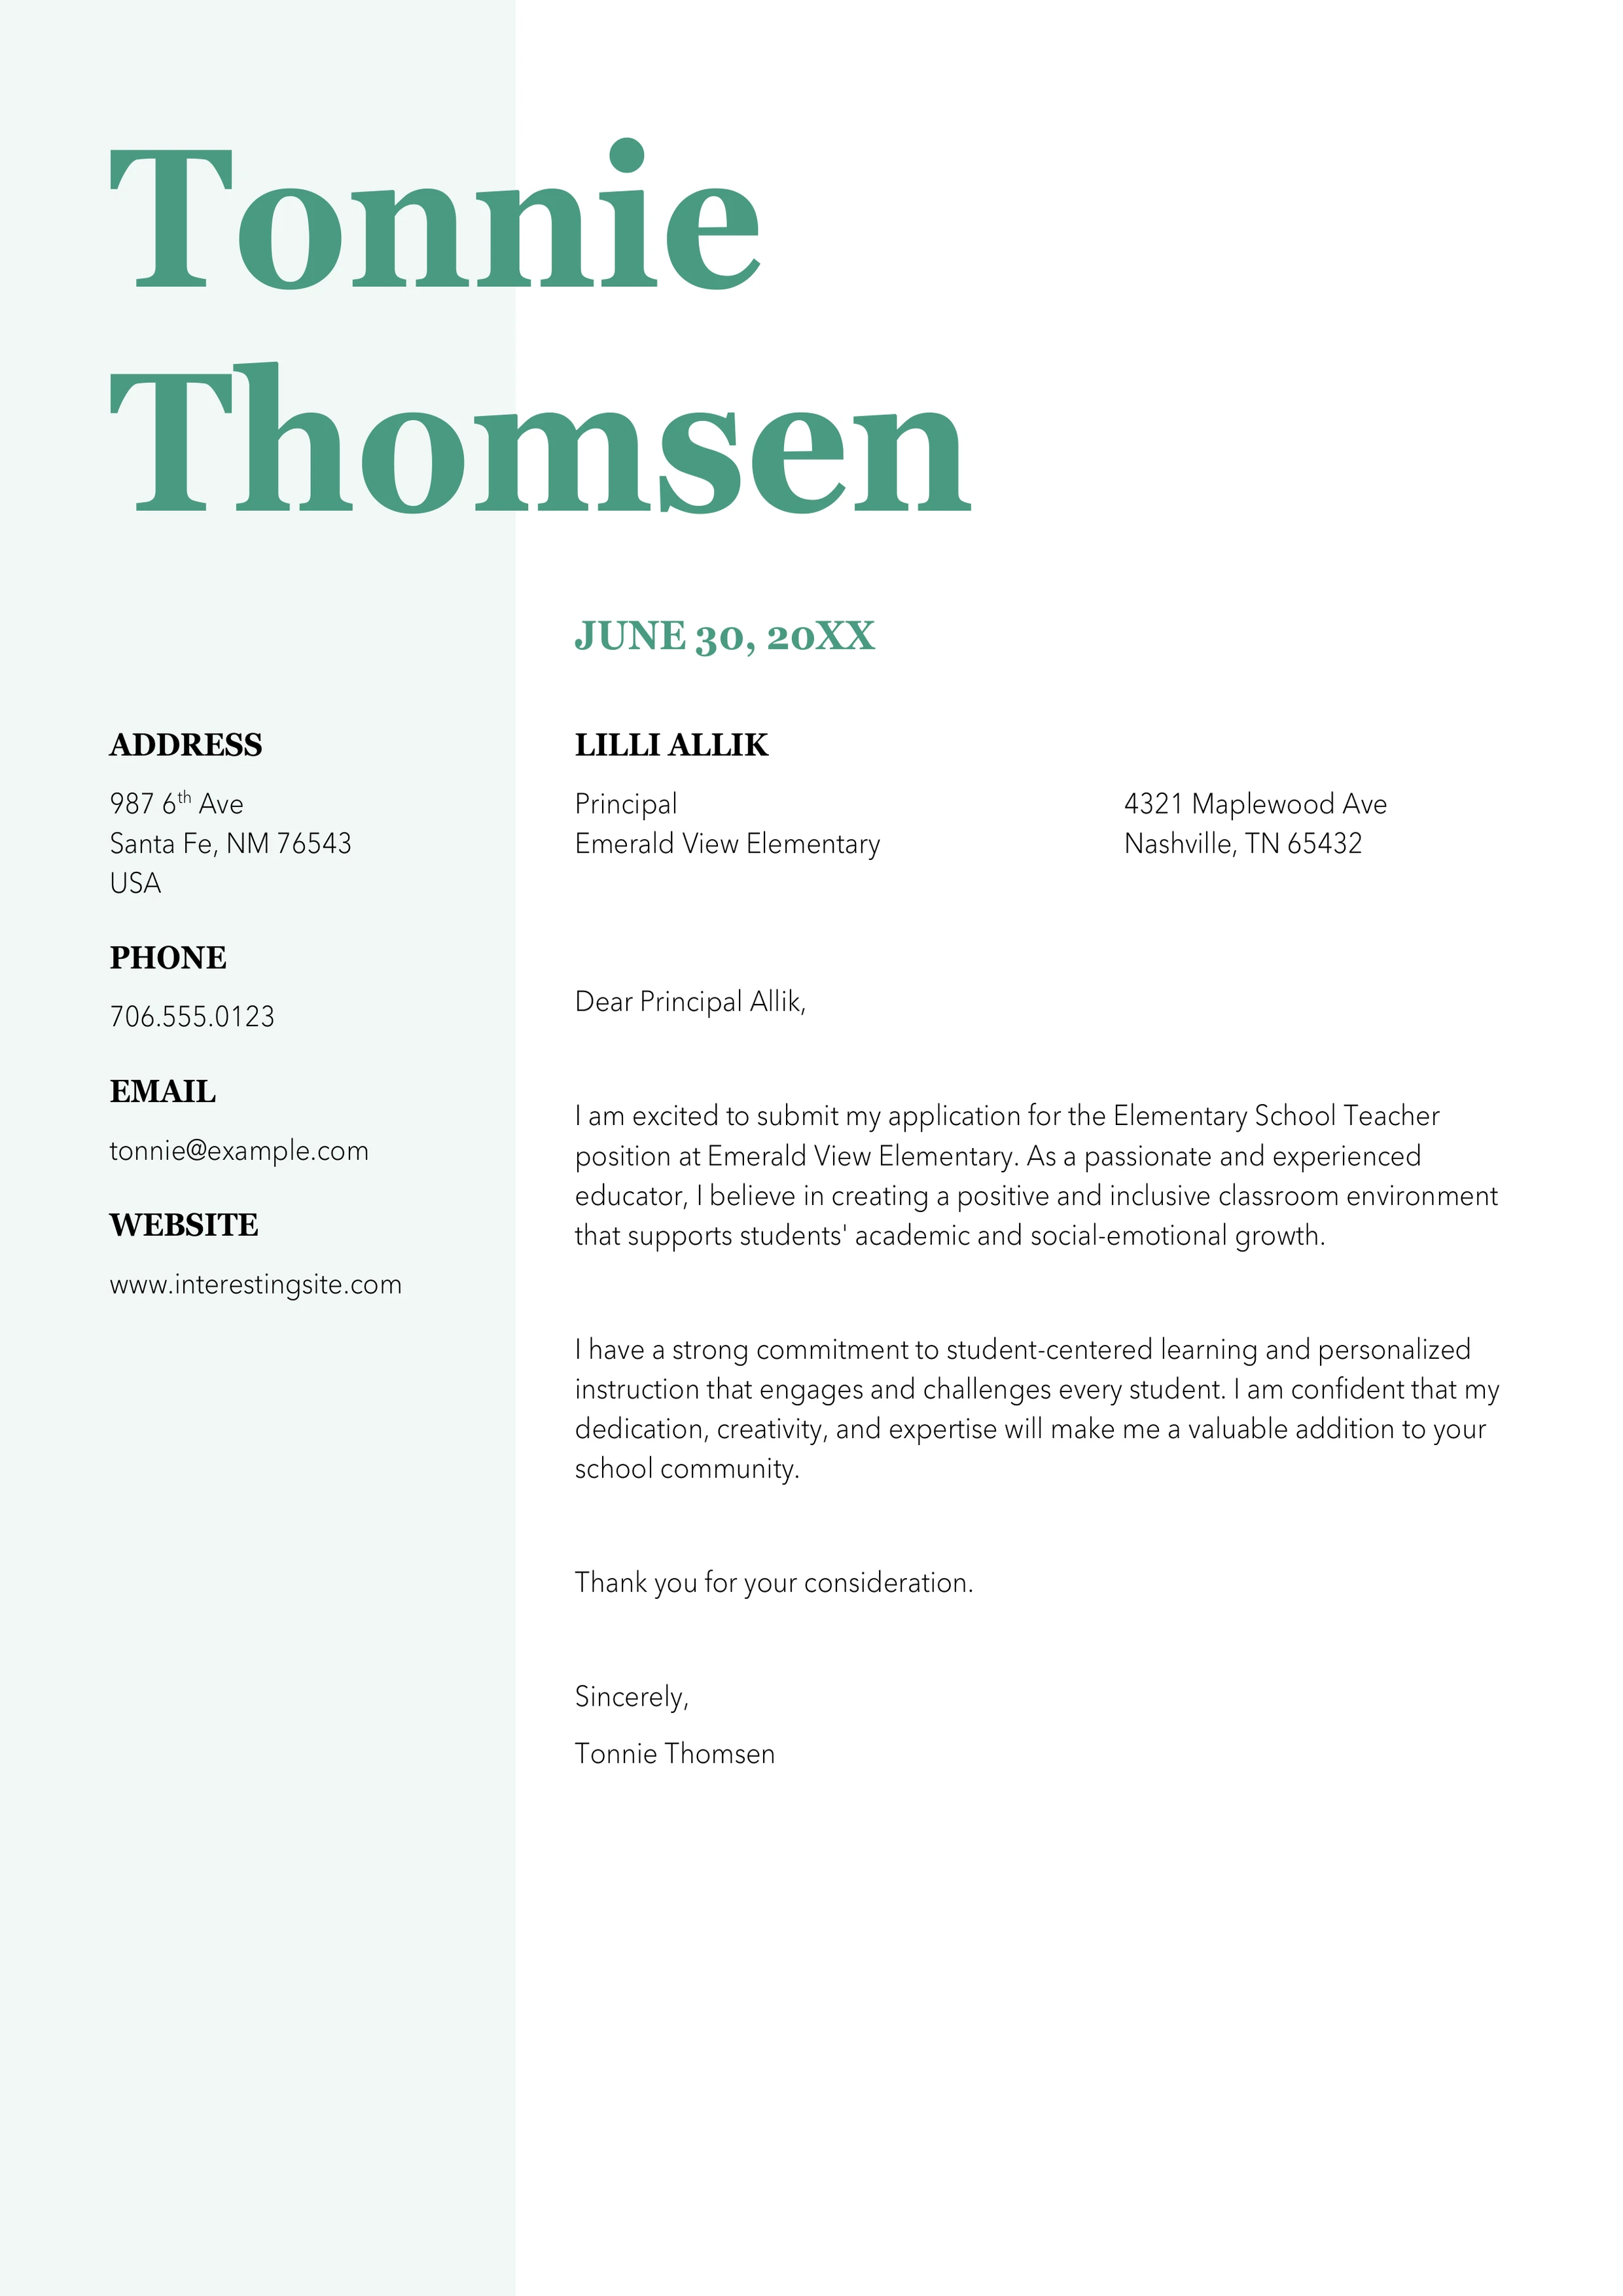 Tonnie
Thomsen
JUNE 30, 20XX
ADDRESS
987 6th Ave
Santa Fe, NM 76543
USA
PHONE
706.555.0123
EMAIL
tonnie@example.com
WEBSITE
www.interestingsite.com
LILLI ALLIK
Principal
Emerald View Elementary
4321 Maplewood Ave
Nashville, TN 65432
Dear Principal Allik,
I am excited to submit my application for the Elementary School Teacher
position at Emerald View Elementary. As a passionate and experienced
educator, I believe in creating a positive and inclusive classroom environment
that supports students' academic and social-emotional growth.
I have a strong commitment to student-centered learning and personalized
instruction that engages and challenges every student. I am confident that my
dedication, creativity, and expertise will make me a valuable addition to your
school community.
Thank you for your consideration.
Sincerely,
Tonnie Thomsen